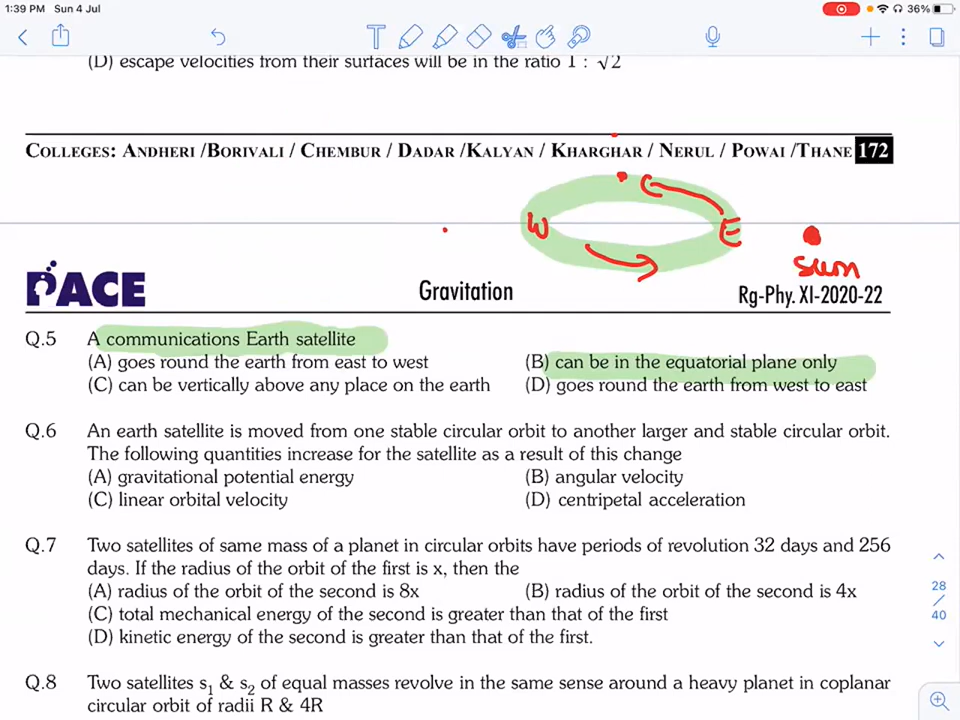 1:39 PM Sun 4 Jul
36%
(D) escape velocities from their surfaces will be in the ratio 1 : √2
COLLEGES: ANDHERI /BORIVALI / CHEMBUR / DADAR /KALYAN / KHARGHAR / NERUL / POWAI /THANE 172
W E
sun
PACE Gravitation Rg-Phy. XI-2020-22
Q.5 A communications Earth satellite
(A) goes round the earth from east to west (B) can be in the equatorial plane only
(C) can be vertically above any place on the earth (D) goes round the earth from west to east
Q.6 An earth satellite is moved from one stable circular orbit to another larger and stable circular orbit.
The following quantities increase for the satellite as a result of this change
(A) gravitational potential energy (B) angular velocity
(C) linear orbital velocity (D) centripetal acceleration
Q.7 Two satellites of same mass of a planet in circular orbits have periods of revolution 32 days and 256
days. If the radius of the orbit of the first is x, then the
(A) radius of the orbit of the second is 8x (B) radius of the orbit of the second is 4x
(C) total mechanical energy of the second is greater than that of the first
(D) kinetic energy of the second is greater than that of the first.
28
/
40
Q.8 Two satellites s₁ & s₂ of equal masses revolve in the same sense around a heavy planet in coplanar
circular orbit of radii R & 4R